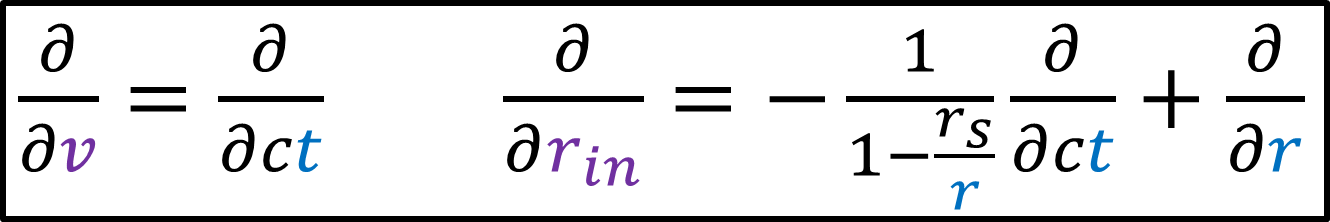 ∂/∂v = ∂/∂ct    ∂/∂r_in = − 1/(1−r_s/r) ∂/∂ct + ∂/∂r